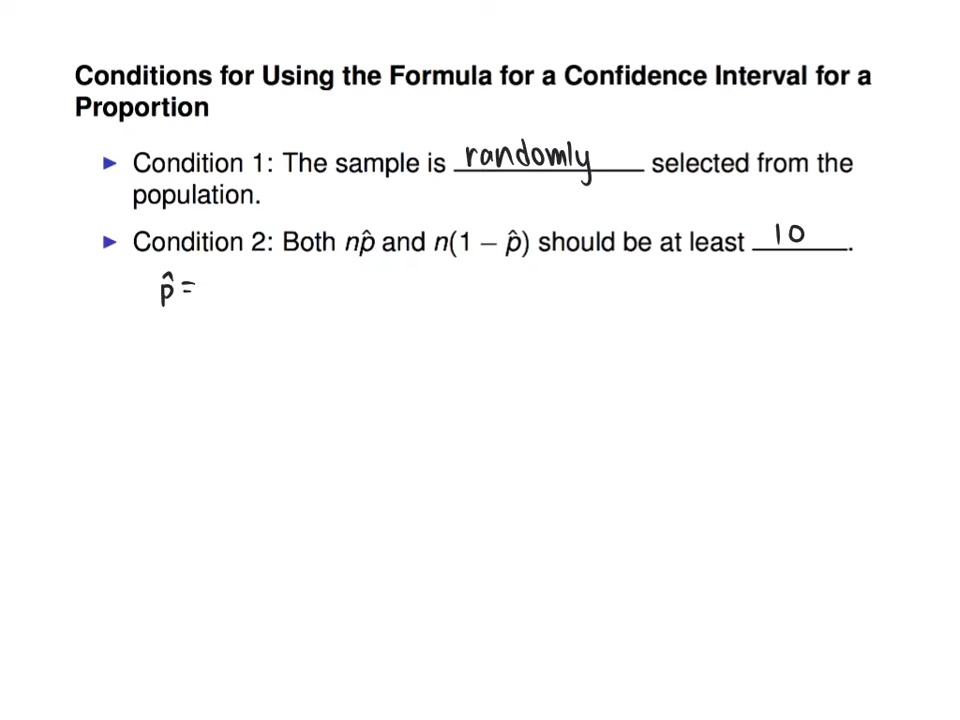 Conditions for Using the Formula for a Confidence Interval for a
Proportion
► Condition 1: The sample is randomly selected from the
population.
► Condition 2: Both np̂ and n(1 − p̂) should be at least 10.
p̂ =